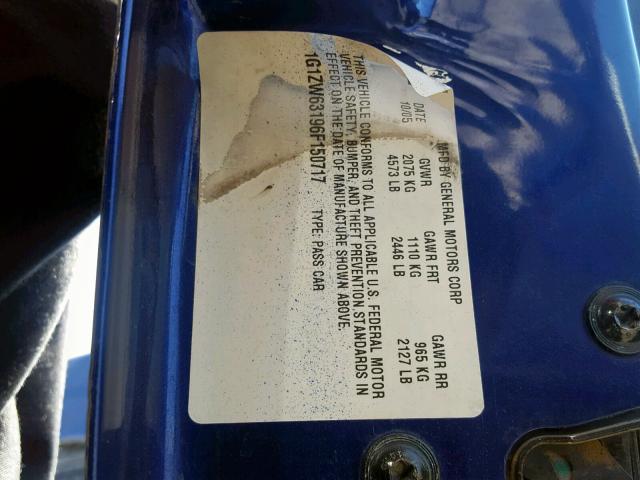 MFD BY GENERAL MOTORS CORP
DATE GVWR GAWR FRT GAWR RR
10/05 2075 KG 1110 KG 965 KG
4573 LB 2446 LB 2127 LB
THIS VEHICLE CONFORMS TO ALL APPLICABLE U.S. FEDERAL MOTOR
VEHICLE SAFETY, BUMPER, AND THEFT PREVENTION STANDARDS IN
EFFECT ON THE DATE OF MANUFACTURE SHOWN ABOVE.
1G1ZW63196F150717 TYPE: PASS CAR